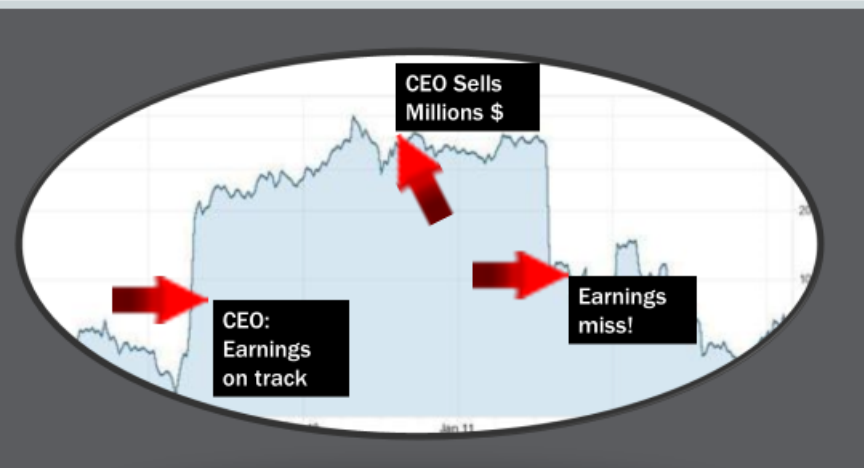 CEO Sells
Millions $
CEO:
Earnings
on track
Earnings
miss!
Jan 11